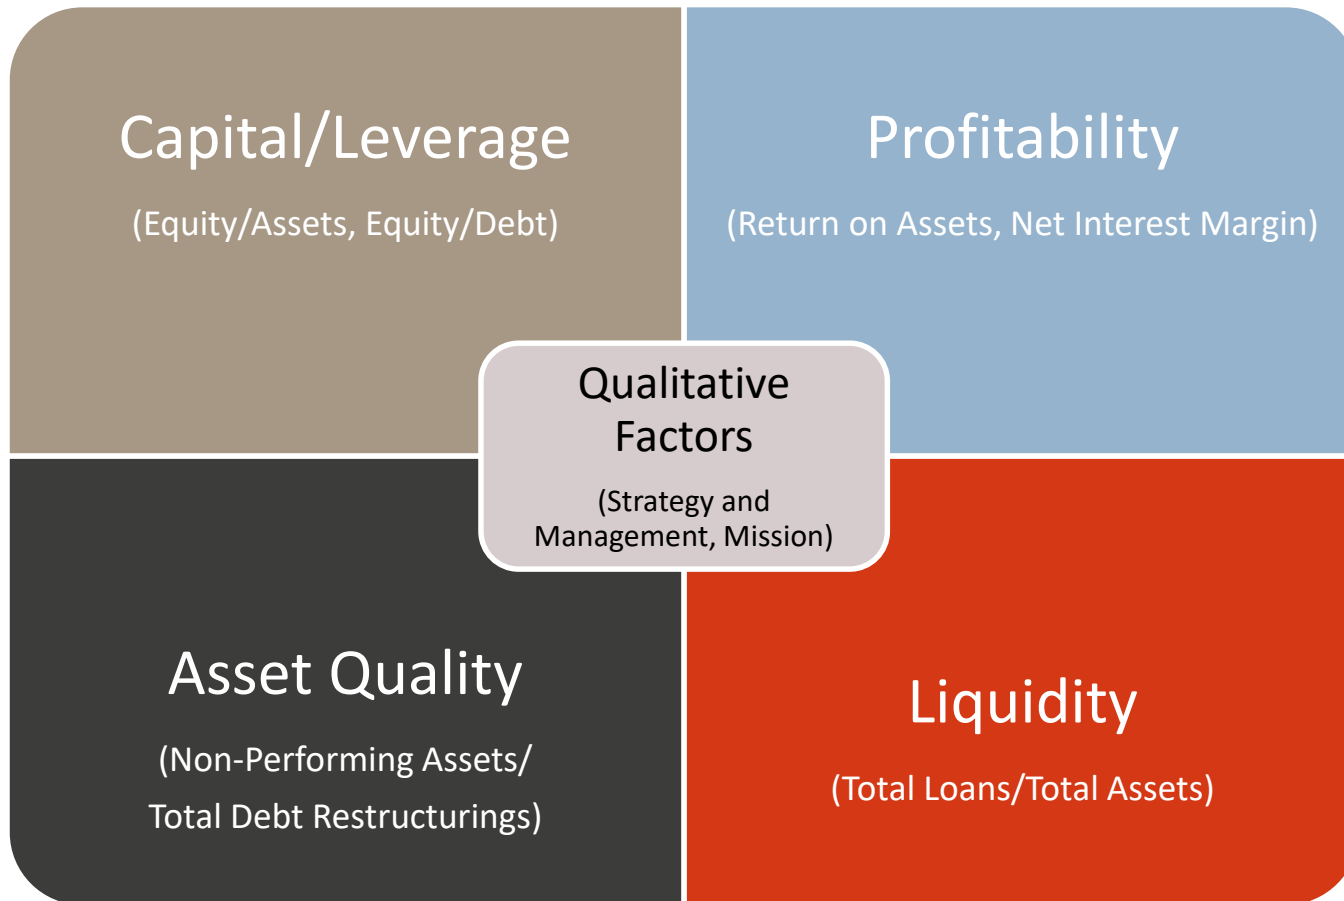 Capital/Leverage
(Equity/Assets, Equity/Debt)
Profitability
(Return on Assets, Net Interest Margin)
Qualitative
Factors
(Strategy and
Management, Mission)
Asset Quality
(Non-Performing Assets/
Total Debt Restructurings)
Liquidity
(Total Loans/Total Assets)